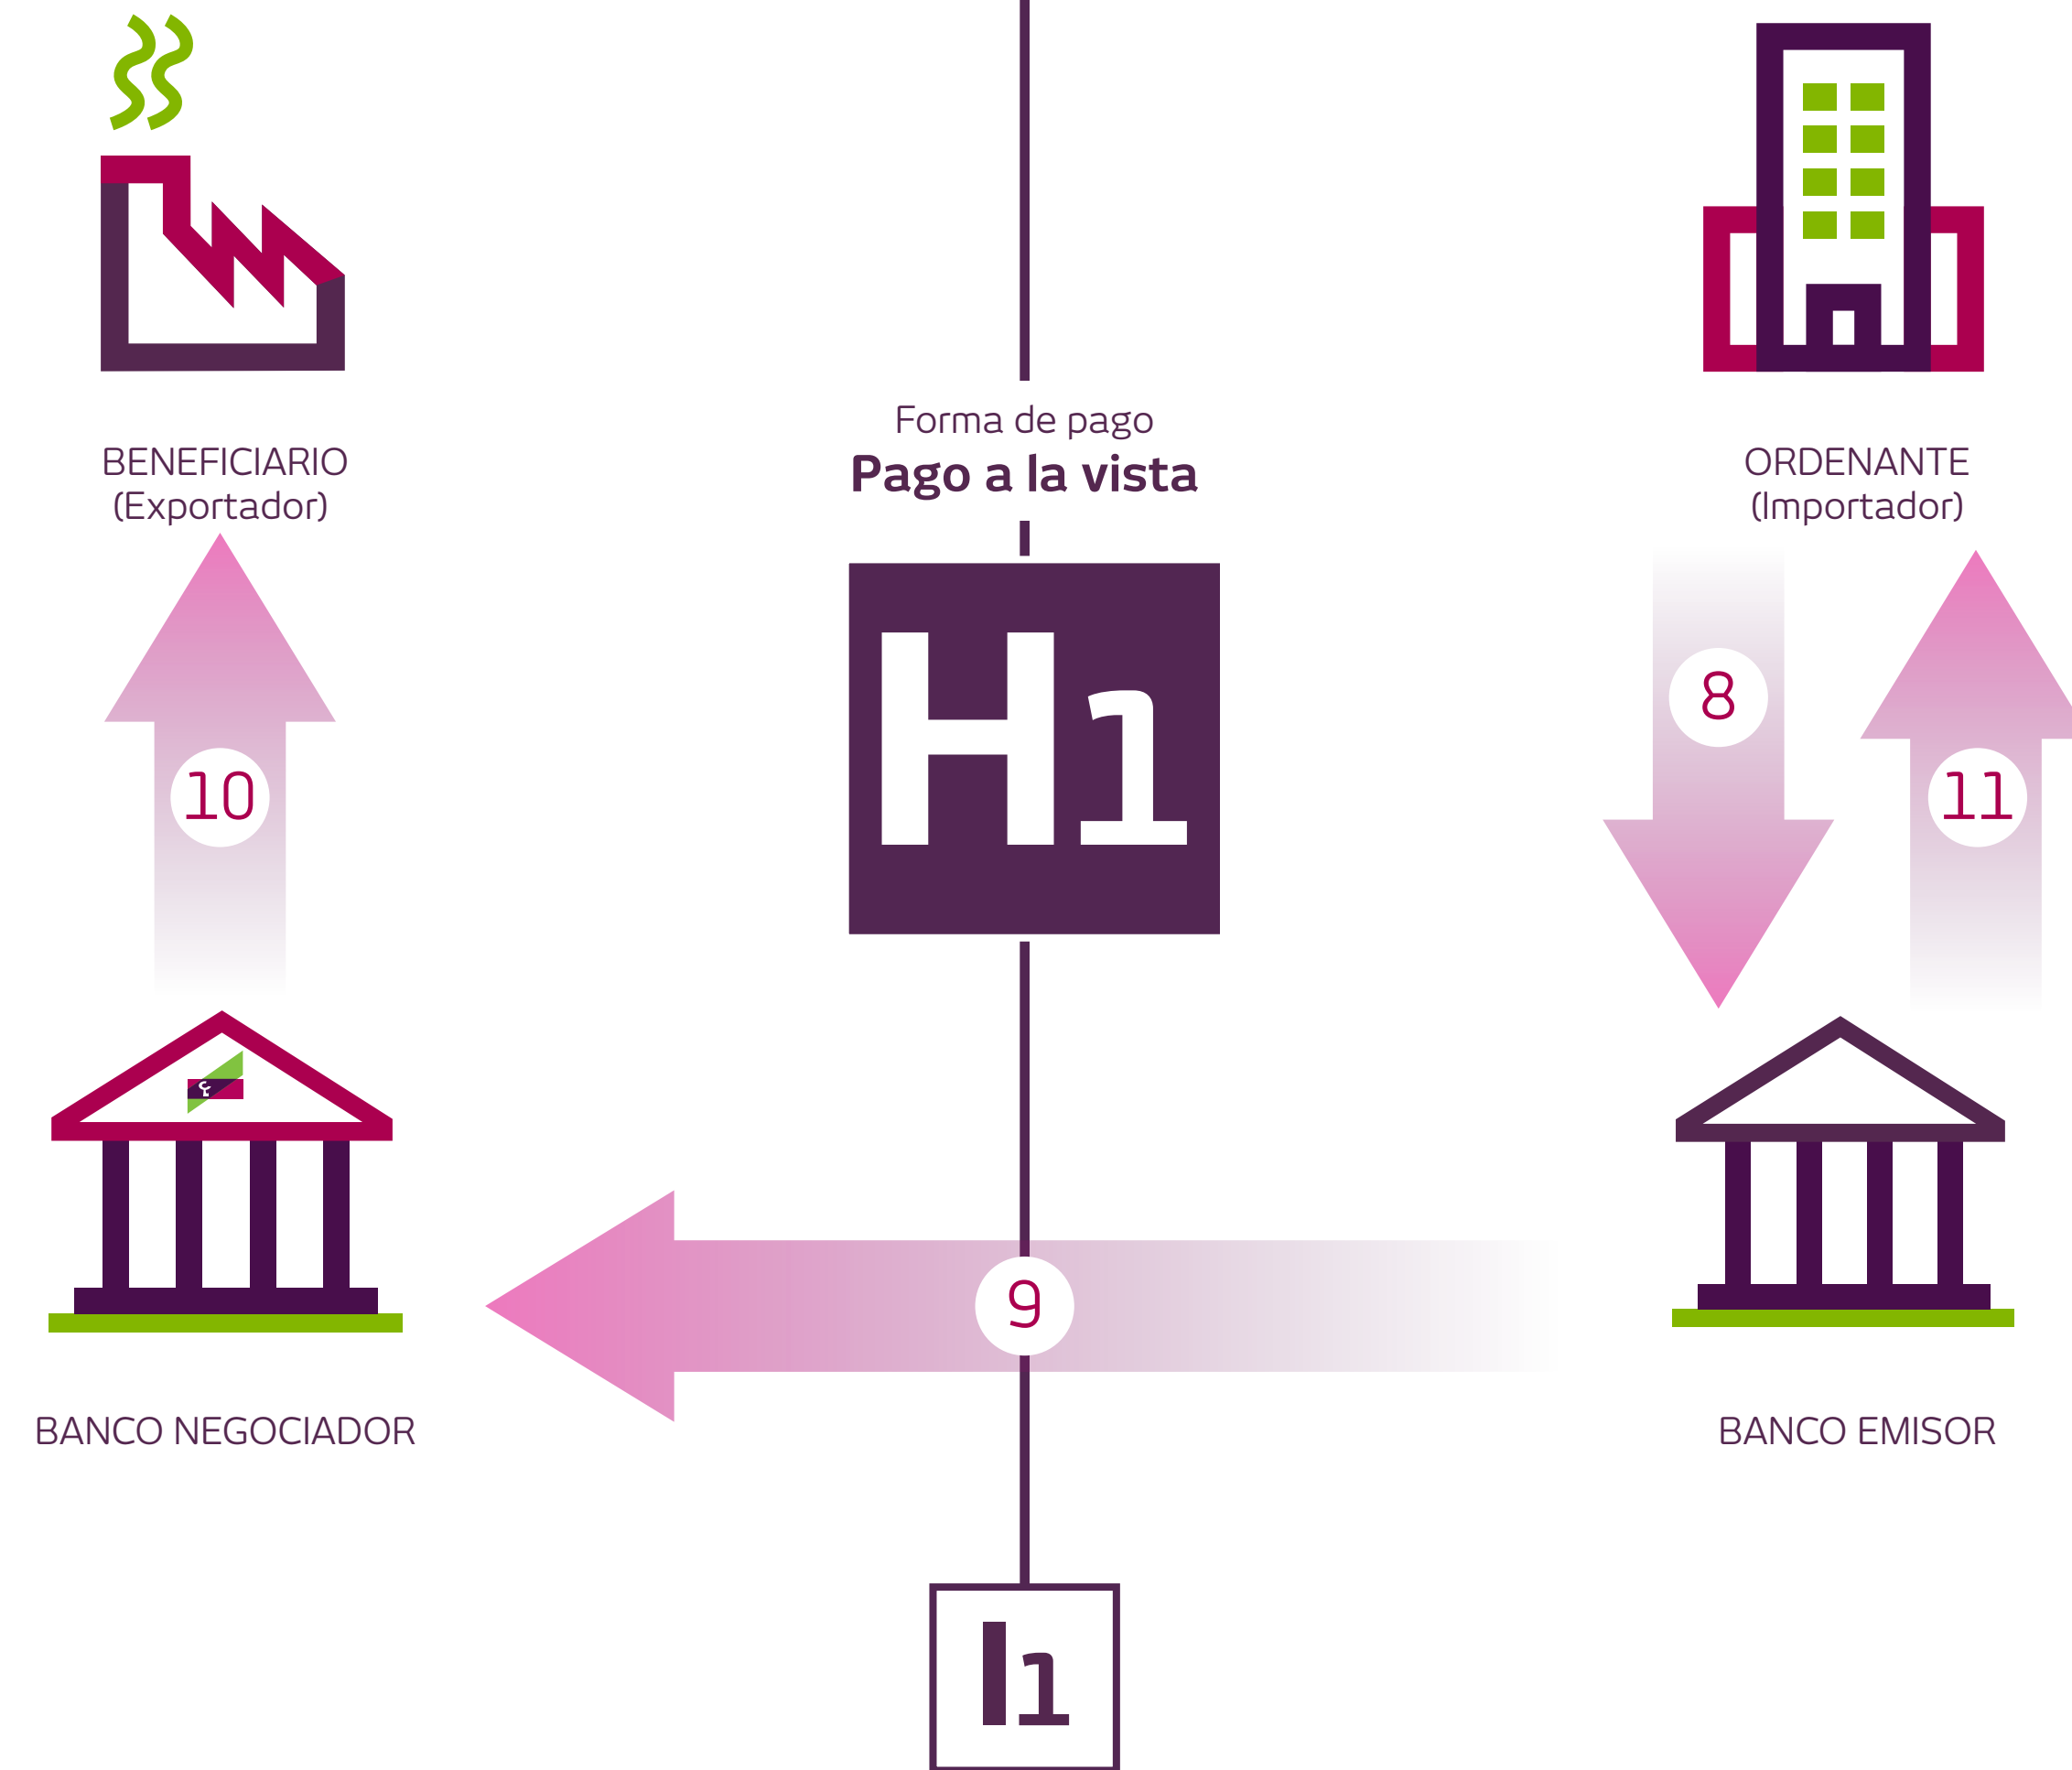 Forma de pago
Pago a la vista
BENEFICIARIO
(Exportador)
ORDENANTE
(Importador)
H1
8
10
11
9
BANCO NEGOCIADOR
BANCO EMISOR
I1